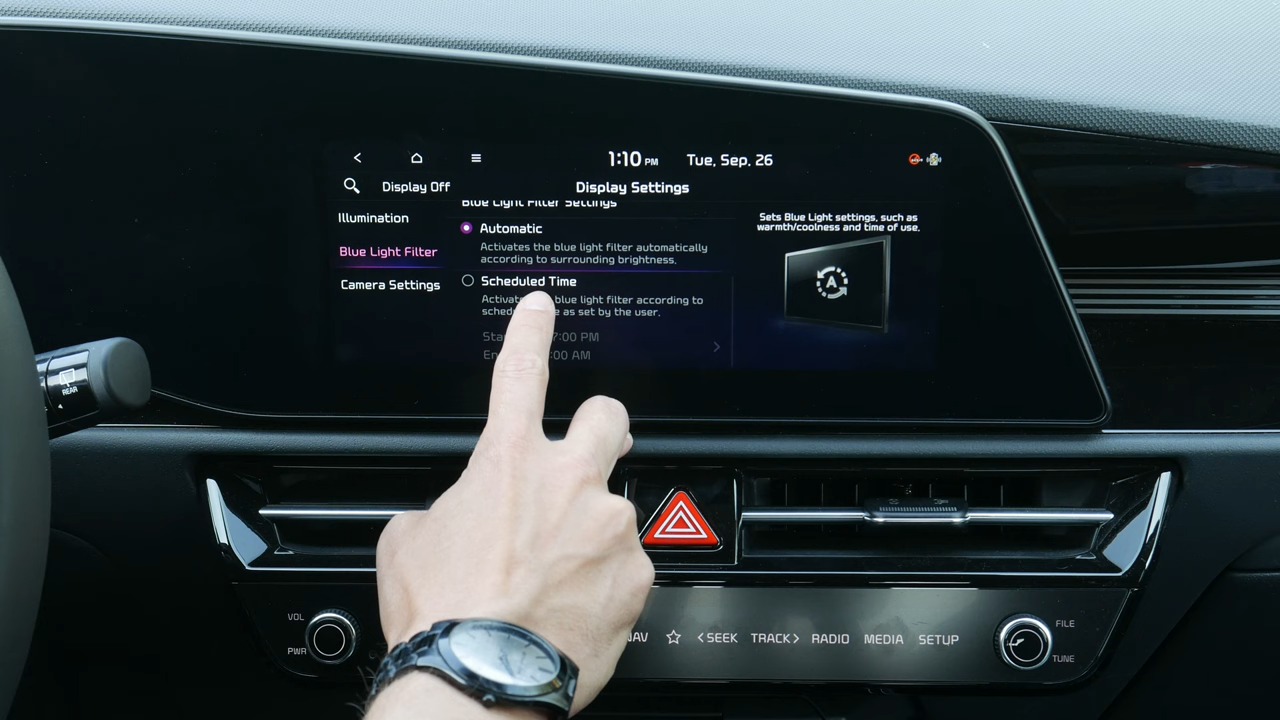 1:10 PM Tue, Sep. 26
Display Off
Display Settings
Illumination
Blue Light Filter
Camera Settings
Blue Light Filter Settings
Automatic
Activates the blue light filter automatically
according to surrounding brightness.
Scheduled Time
blue light filter according to
as set by the user.
7:00 PM
:00 AM
Sets Blue Light settings, such as
warmth/coolness and time of use.
A
REAR
VOL
PWR
NAV ☆ < SEEK TRACK > RADIO MEDIA SETUP
FILE
TUNE